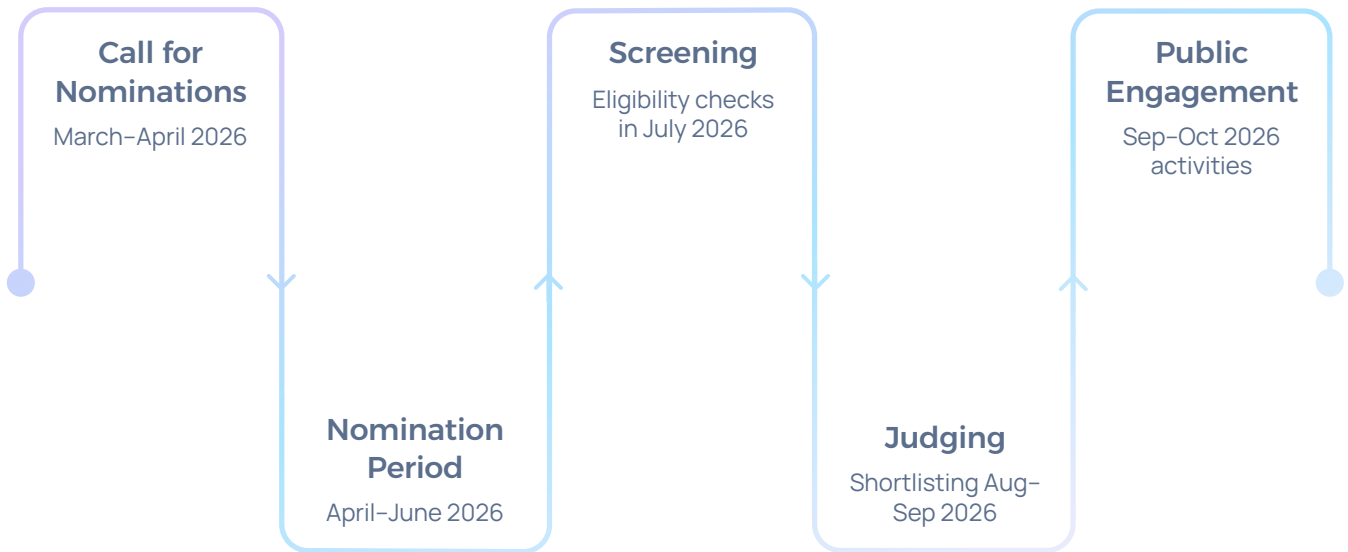 Call for
Nominations
March–April 2026
Nomination
Period
April–June 2026
Screening
Eligibility checks
in July 2026
Judging
Shortlisting Aug–
Sep 2026
Public
Engagement
Sep–Oct 2026
activities